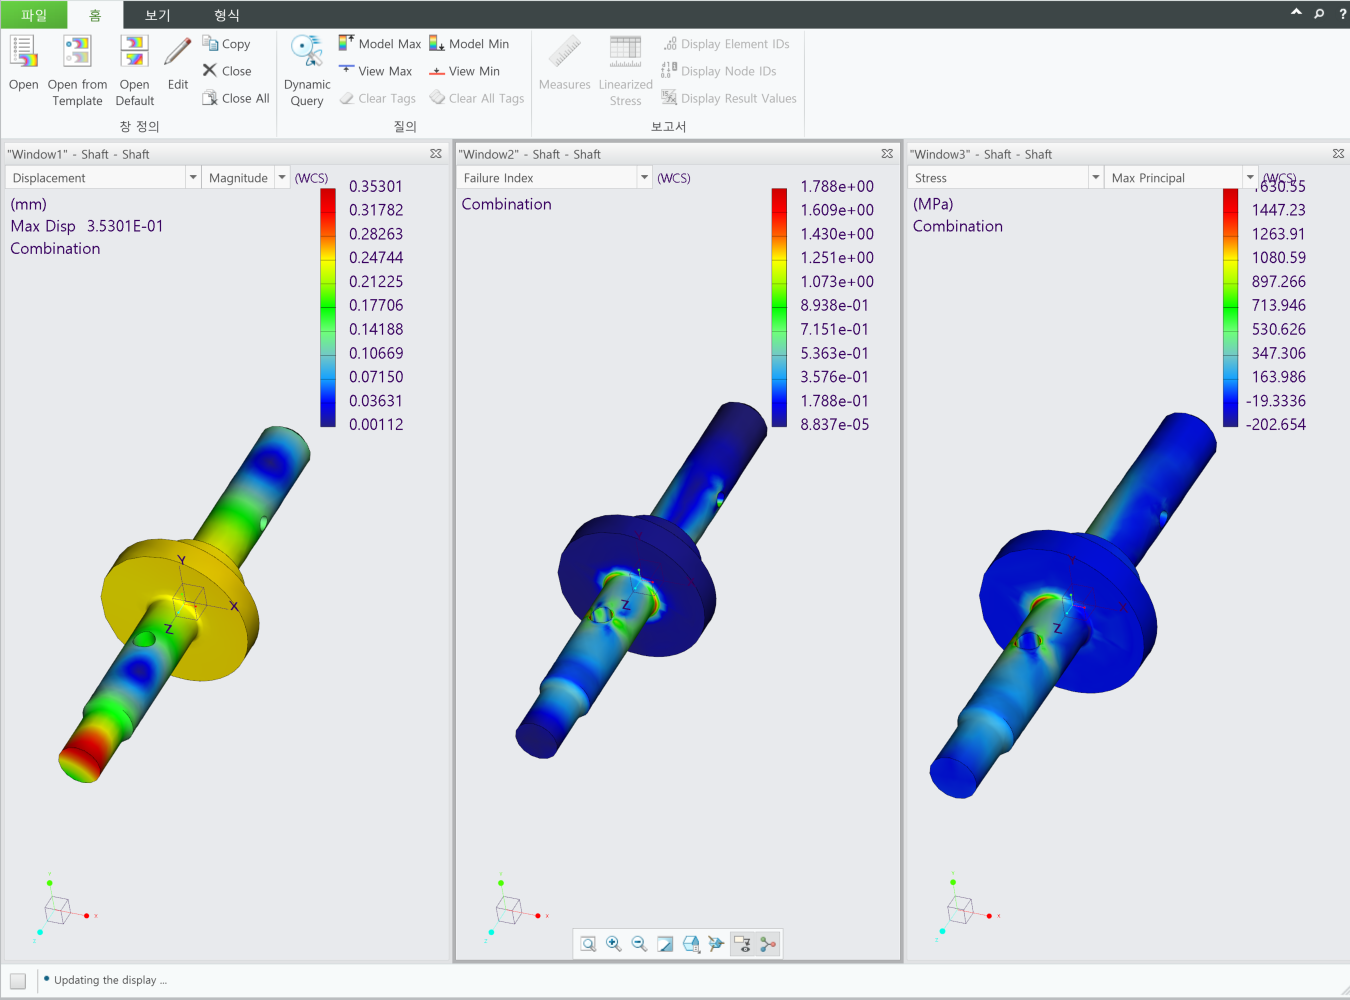 파일 홈 보기 형식 ?
Open
Open from Template
Open Default
Edit
Copy
Close
Close All
창 정의
Dynamic Query
Model Max
Model Min
View Max
View Min
Clear Tags
Clear All Tags
질의
Measures
Linearized Stress
Display Element IDs
Display Node IDs
Display Result Values
보고서
"Window1" - Shaft - Shaft
Displacement
Magnitude
(WCS)
(mm)
Max Disp 3.5301E-01
Combination
0.35301
0.31782
0.28263
0.24744
0.21225
0.17706
0.14188
0.10669
0.07150
0.03631
0.00112
Y
X
Z
"Window2" - Shaft - Shaft
Failure Index
(WCS)
Combination
1.788e+00
1.609e+00
1.430e+00
1.251e+00
1.073e+00
8.938e-01
7.151e-01
5.363e-01
3.576e-01
1.788e-01
8.837e-05
Z
"Window3" - Shaft - Shaft
Stress
Max Principal
(WCS)
(MPa)
Combination
1630.55
1447.23
1263.91
1080.59
897.266
713.946
530.626
347.306
163.986
-19.3336
-202.654
Z
Updating the display ...